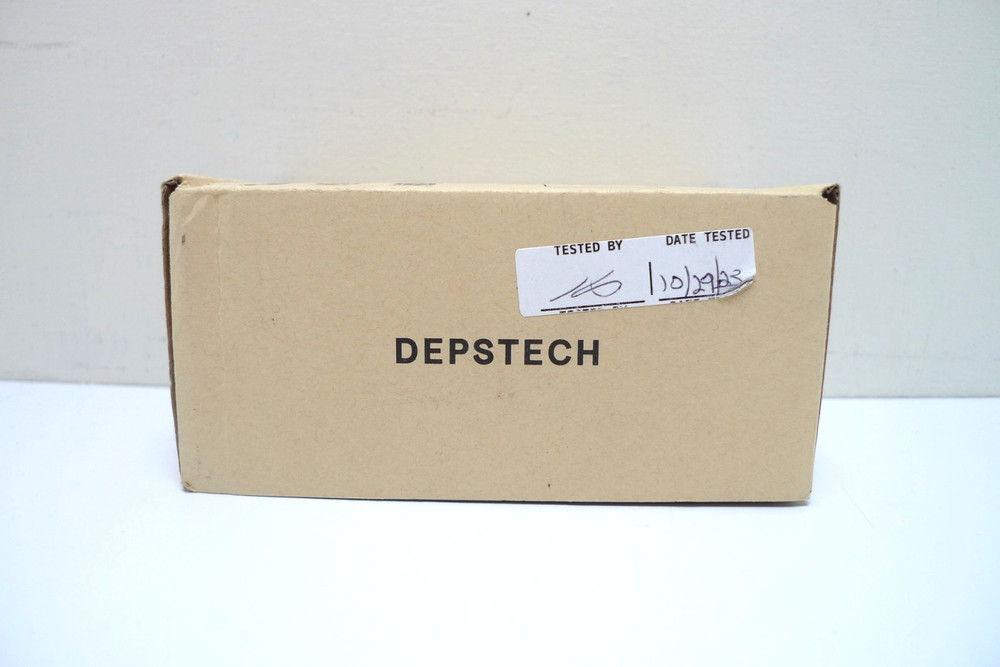 TESTED BY DATE TESTED
10/29/23
DEPSTECH